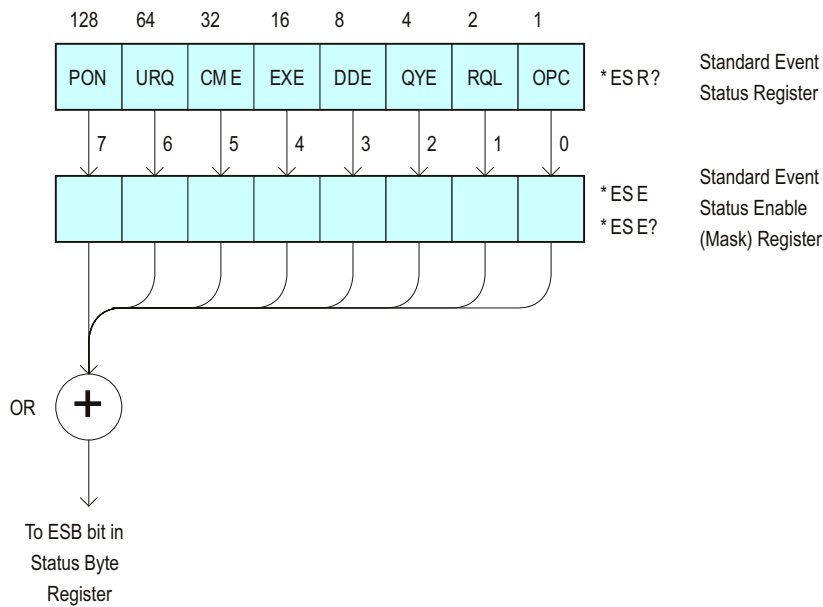 128 64 32 16 8 4 2 1
PON URQ CME EXE DDE QYE RQL OPC
*ESR?
Standard Event
Status Register
7 6 5 4 3 2 1 0
*ESE
*ESE?
Standard Event
Status Enable
(Mask) Register
OR
+
To ESB bit in
Status Byte
Register